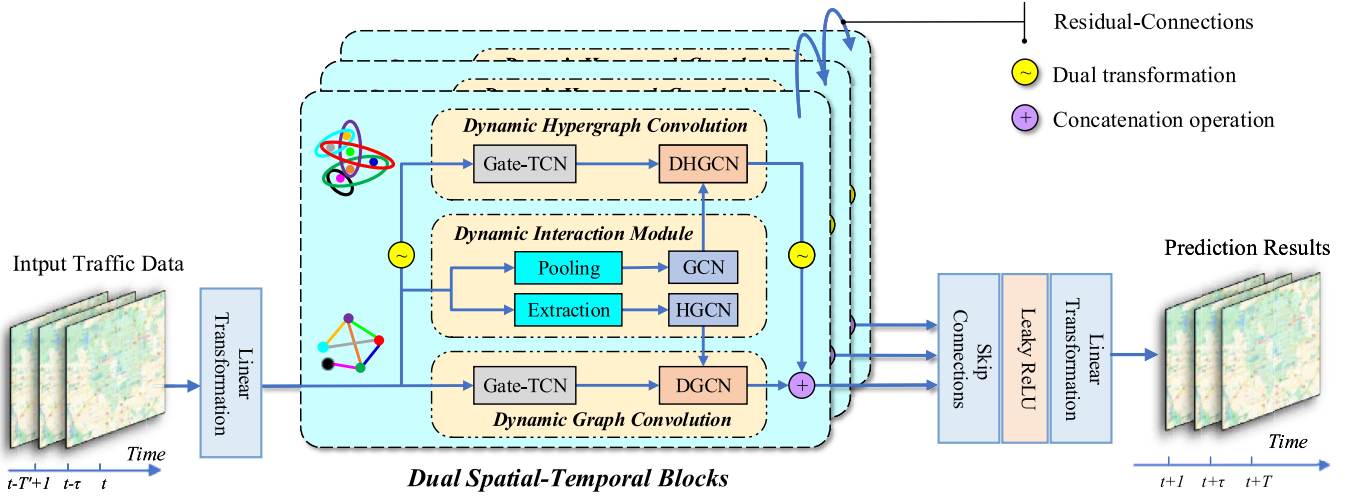 Residual-Connections
~ Dual transformation
+ Concatenation operation
Dynamic Hypergraph Convolution
Gate-TCN
DHGCN
Dynamic Interaction Module
~
~
Pooling
GCN
Extraction
HGCN
Gate-TCN
DGCN
+
Dynamic Graph Convolution
Dual Spatial-Temporal Blocks
Intput Traffic Data
Linear
Transformation
Time
t-T'+1 t-τ t
Skip
Connections
Leaky ReLU
Linear
Transformation
Prediction Results
Time
t+1 t+τ t+T